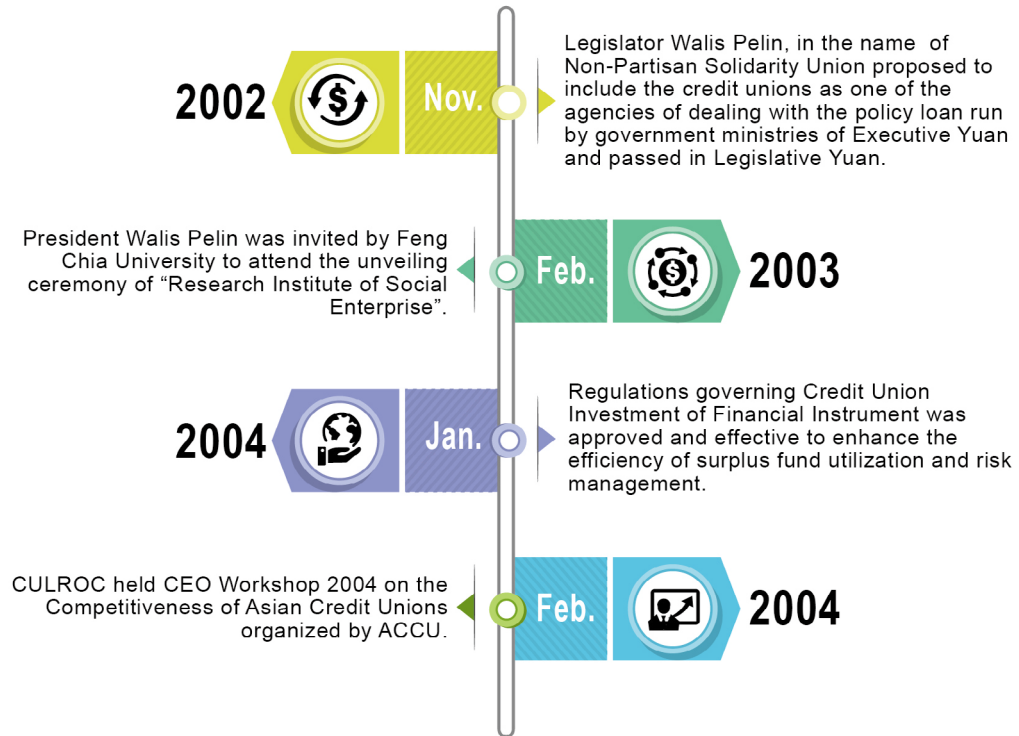 2002
Nov.
Legislator Walis Pelin, in the name of
Non-Partisan Solidarity Union proposed to
include the credit unions as one of the
agencies of dealing with the policy loan run
by government ministries of Executive Yuan
and passed in Legislative Yuan.
President Walis Pelin was invited by Feng
Chia University to attend the unveiling
ceremony of “Research Institute of Social
Enterprise”.
Feb.
2003
2004
Jan.
Regulations governing Credit Union
Investment of Financial Instrument was
approved and effective to enhance the
efficiency of surplus fund utilization and risk
management.
CULROC held CEO Workshop 2004 on the
Competitiveness of Asian Credit Unions
organized by ACCU.
Feb.
2004